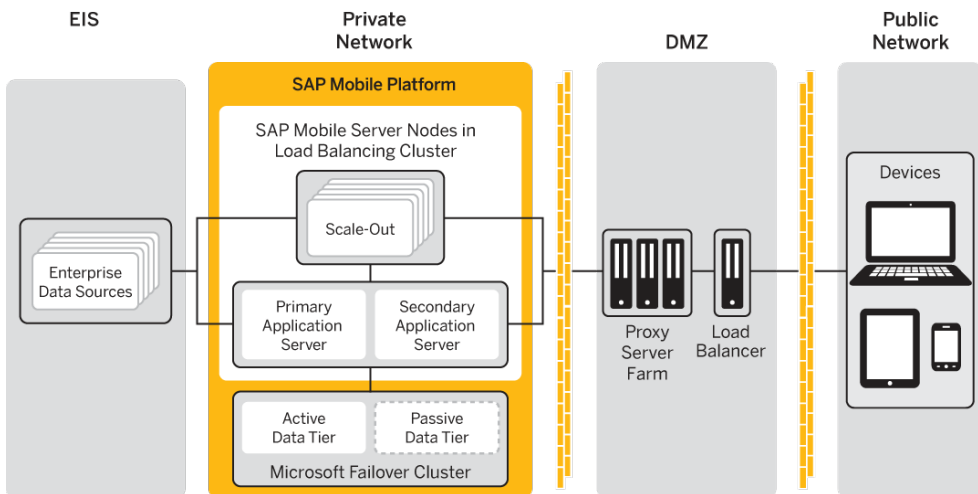 EIS
Private
Network
DMZ
Public
Network
SAP Mobile Platform
SAP Mobile Server Nodes in
Load Balancing Cluster
Scale-Out
Enterprise
Data Sources
Primary
Application
Server
Secondary
Application
Server
Active
Data Tier
Passive
Data Tier
Microsoft Failover Cluster
Proxy
Server
Farm
Load
Balancer
Devices